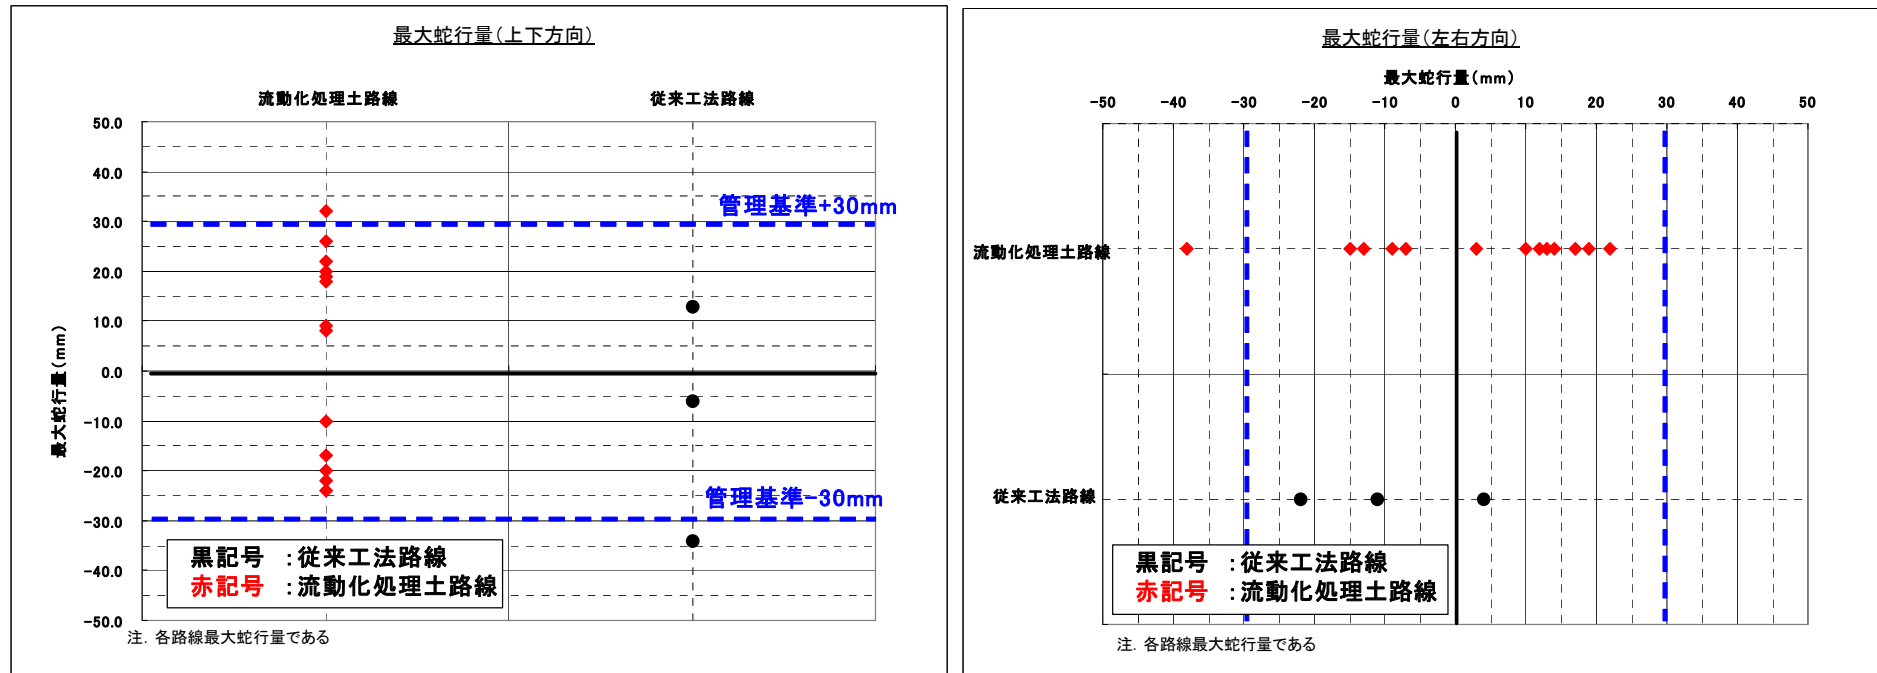 最大蛇行量(上下方向)
流動化処理土路線
従来工法路線
50.0
40.0
30.0
20.0
10.0
0.0
-10.0
-20.0
-30.0
-40.0
-50.0
最大蛇行量(mm)
管理基準+30mm
管理基準-30mm
黒記号 :従来工法路線
赤記号 :流動化処理土路線
注. 各路線最大蛇行量である
最大蛇行量(左右方向)
最大蛇行量(mm)
-50 -40 -30 -20 -10 0 10 20 30 40 50
流動化処理土路線
従来工法路線
黒記号 :従来工法路線
赤記号 :流動化処理土路線
注. 各路線最大蛇行量である